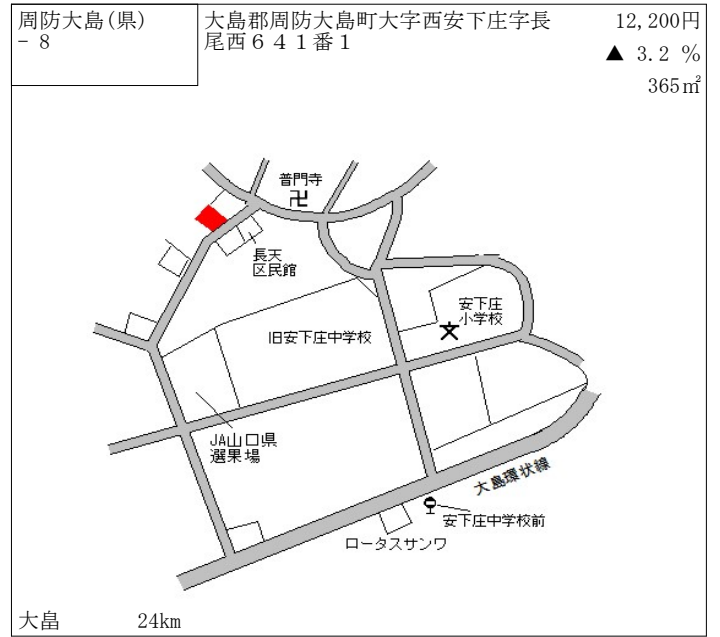 周防大島(県)
- 8
大島郡周防大島町大字西安下庄字長
尾西６４１番１
12,200円
▲ 3.2 %
365㎡
普門寺
卍
長天
区民館
安下庄
小学校
文
旧安下庄中学校
JA山口県
選果場
大島環状線
安下庄中学校前
ロータスサンワ
大畠 24km